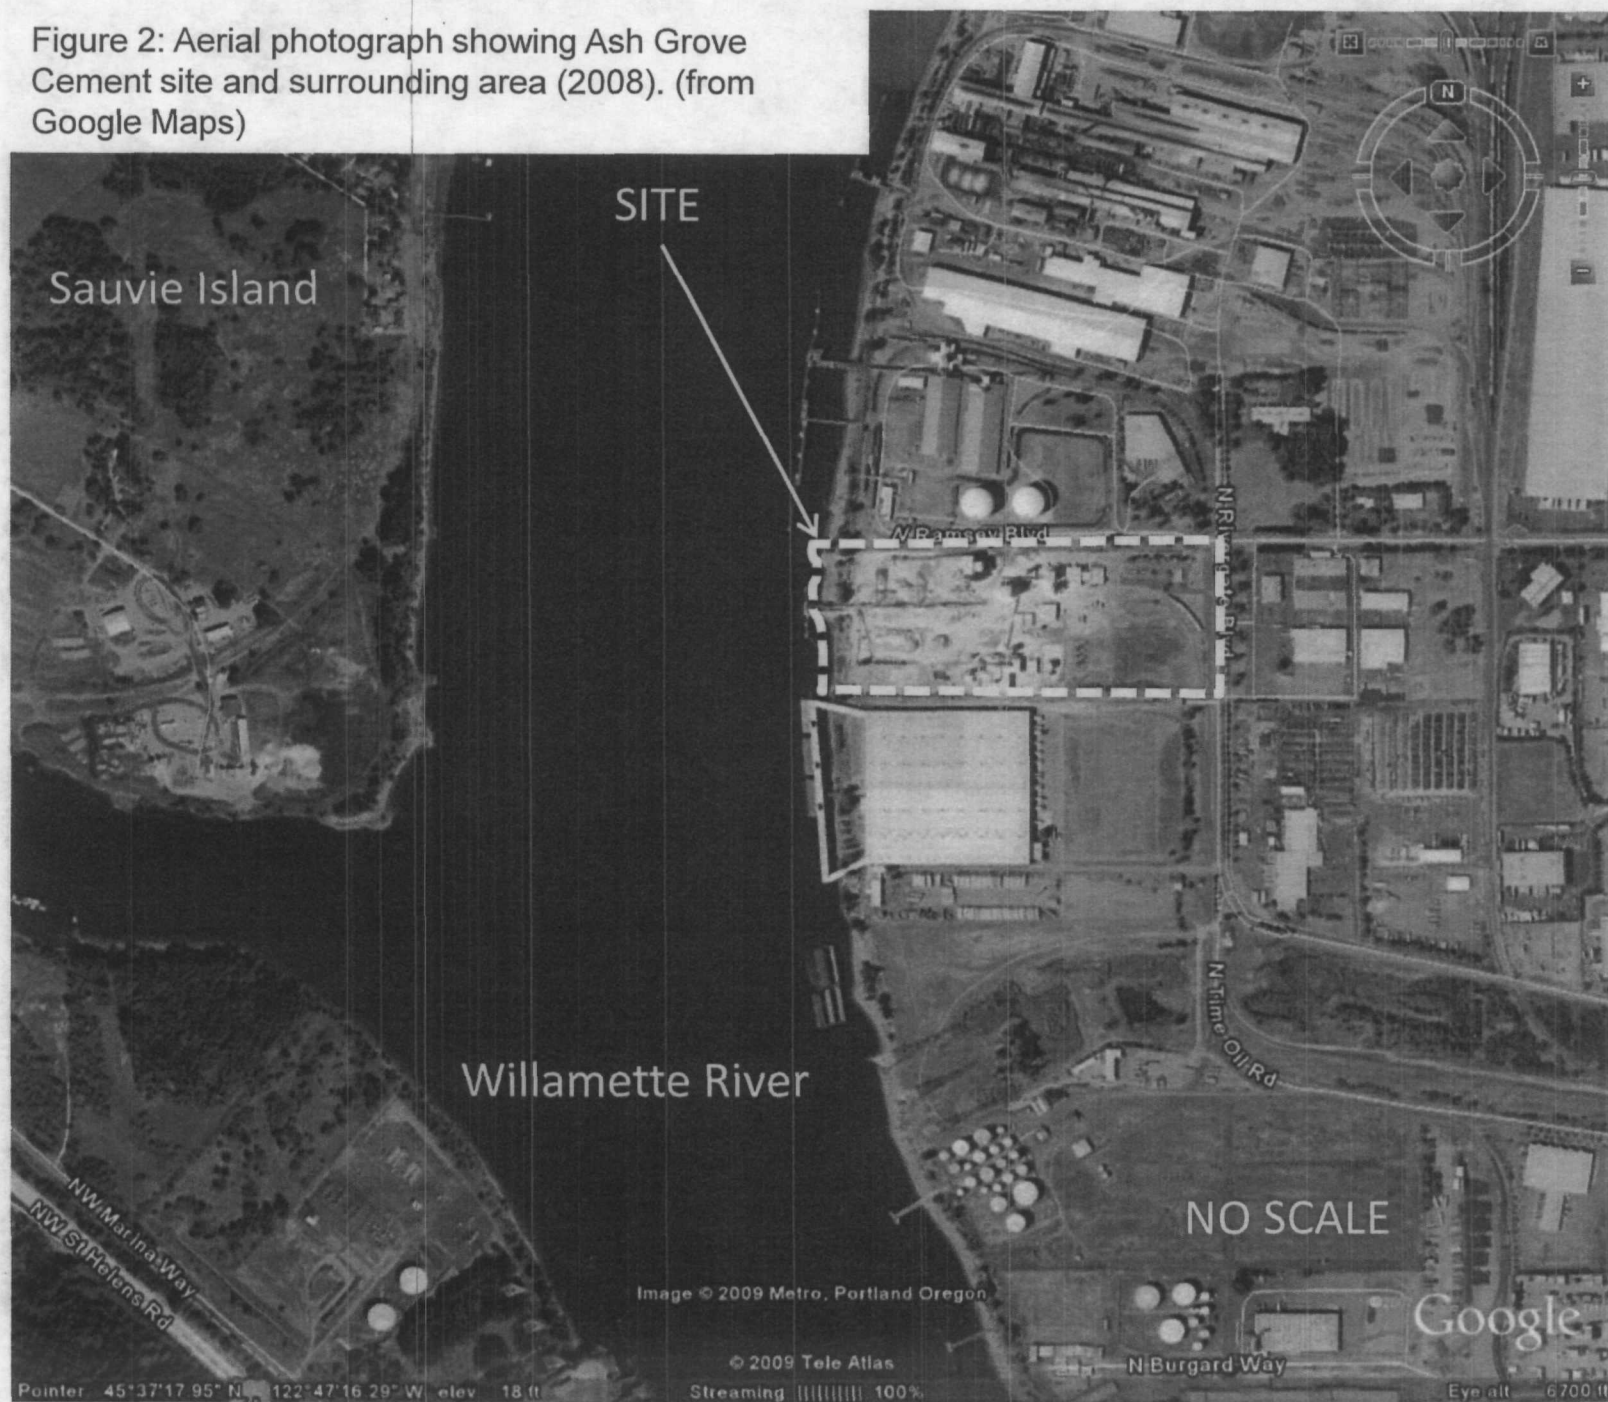 Figure 2: Aerial photograph showing Ash Grove
Cement site and surrounding area (2008). (from
Google Maps)
N
SITE
Sauvie Island
N Ramsey Blvd
N Rivergate Blvd
N Time Oil Rd
Willamette River
NO SCALE
NW Marina Way
NW St Helens Rd
Image © 2009 Metro, Portland Oregon
Google
© 2009 Tele Atlas
N Burgard Way
Pointer 45°37'17.95" N 122°47'16.29" W elev 18 ft
Streaming |||||||||| 100%
Eye alt 6700 ft